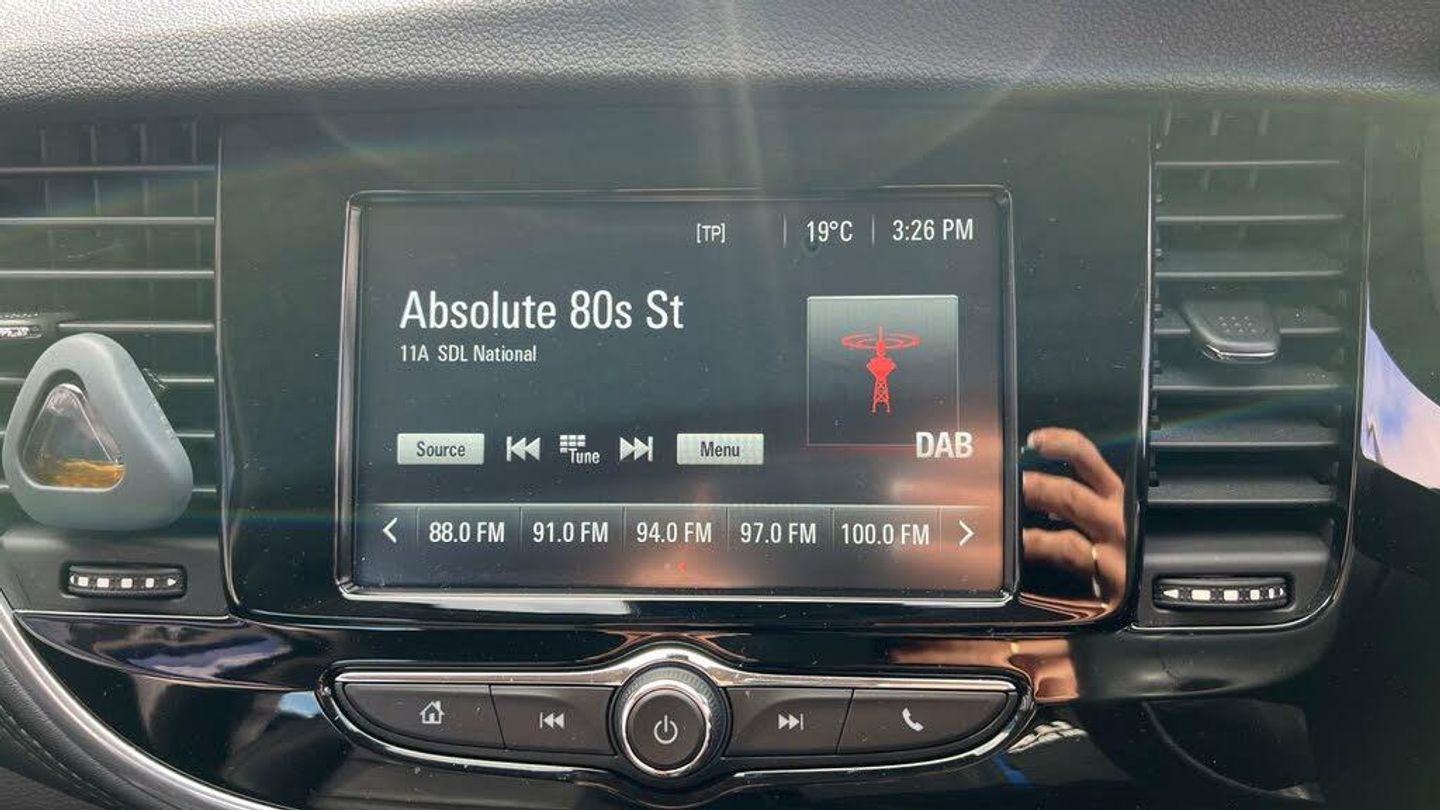 [TP] 19°C 3:26 PM
Absolute 80s St
11A SDL National
DAB
Source Tune Menu
88.0 FM 91.0 FM 94.0 FM 97.0 FM 100.0 FM